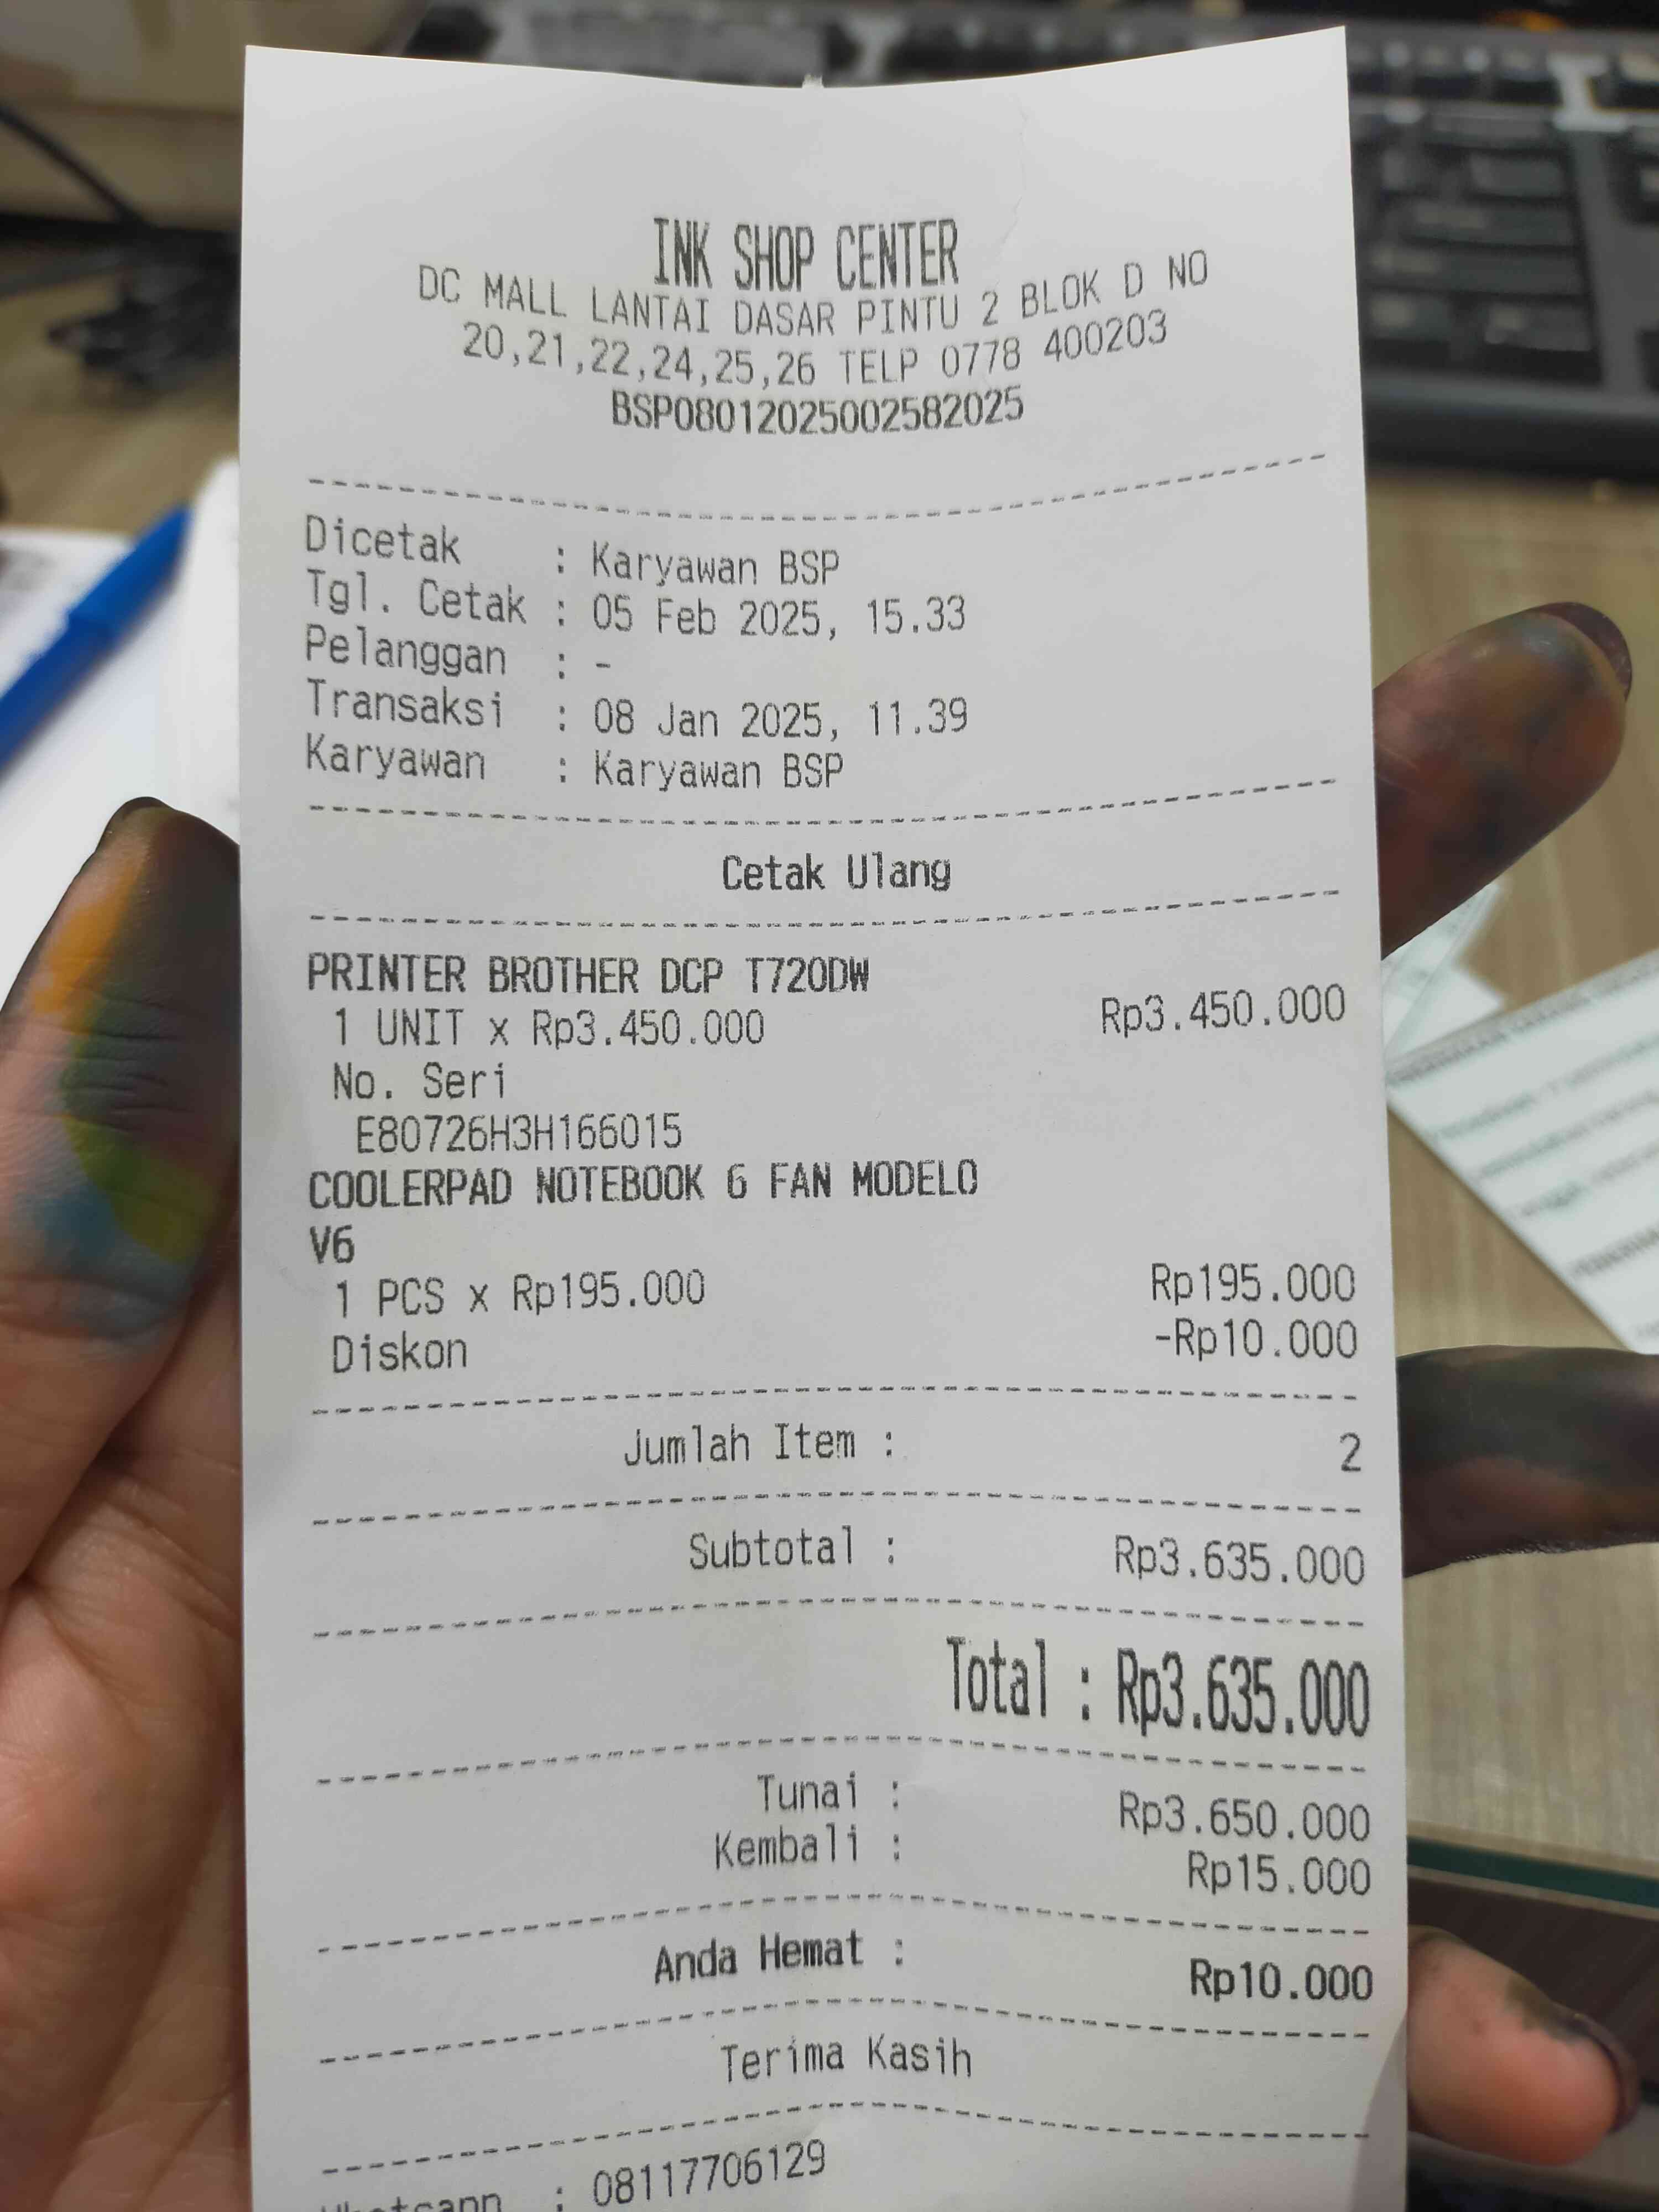 INK SHOP CENTER
DC MALL LANTAI DASAR PINTU 2 BLOK D NO
20,21,22,24,25,26 TELP 0778 400203
BSP08012025002582025
Dicetak : Karyawan BSP
Tgl. Cetak : 05 Feb 2025, 15.33
Pelanggan : -
Transaksi : 08 Jan 2025, 11.39
Karyawan : Karyawan BSP
Cetak Ulang
PRINTER BROTHER DCP T720DW
1 UNIT x Rp3.450.000 Rp3.450.000
No. Seri
E80726H3H166015
COOLERPAD NOTEBOOK 6 FAN MODELO
V6
1 PCS x Rp195.000 Rp195.000
Diskon -Rp10.000
Jumlah Item : 2
Subtotal : Rp3.635.000
Total : Rp3.635.000
Tunai : Rp3.650.000
Kembali : Rp15.000
Anda Hemat : Rp10.000
Terima Kasih
Whatsapp : 08117706129